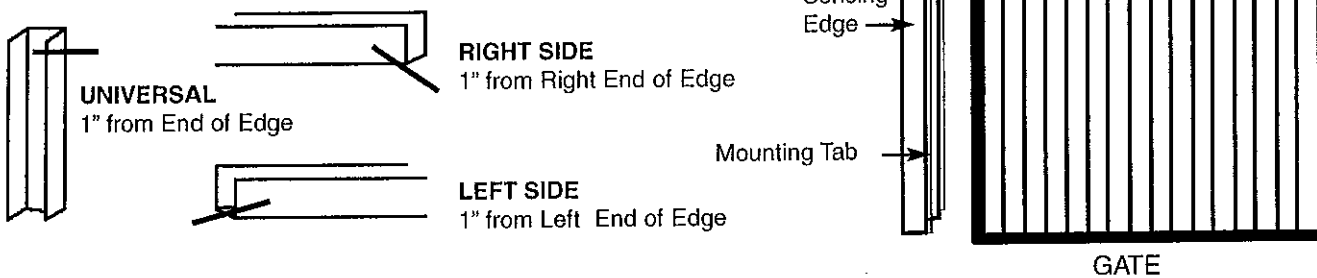 UNIVERSAL
1" from End of Edge
RIGHT SIDE
1" from Right End of Edge
LEFT SIDE
1" from Left End of Edge
Edge
Mounting Tab
GATE